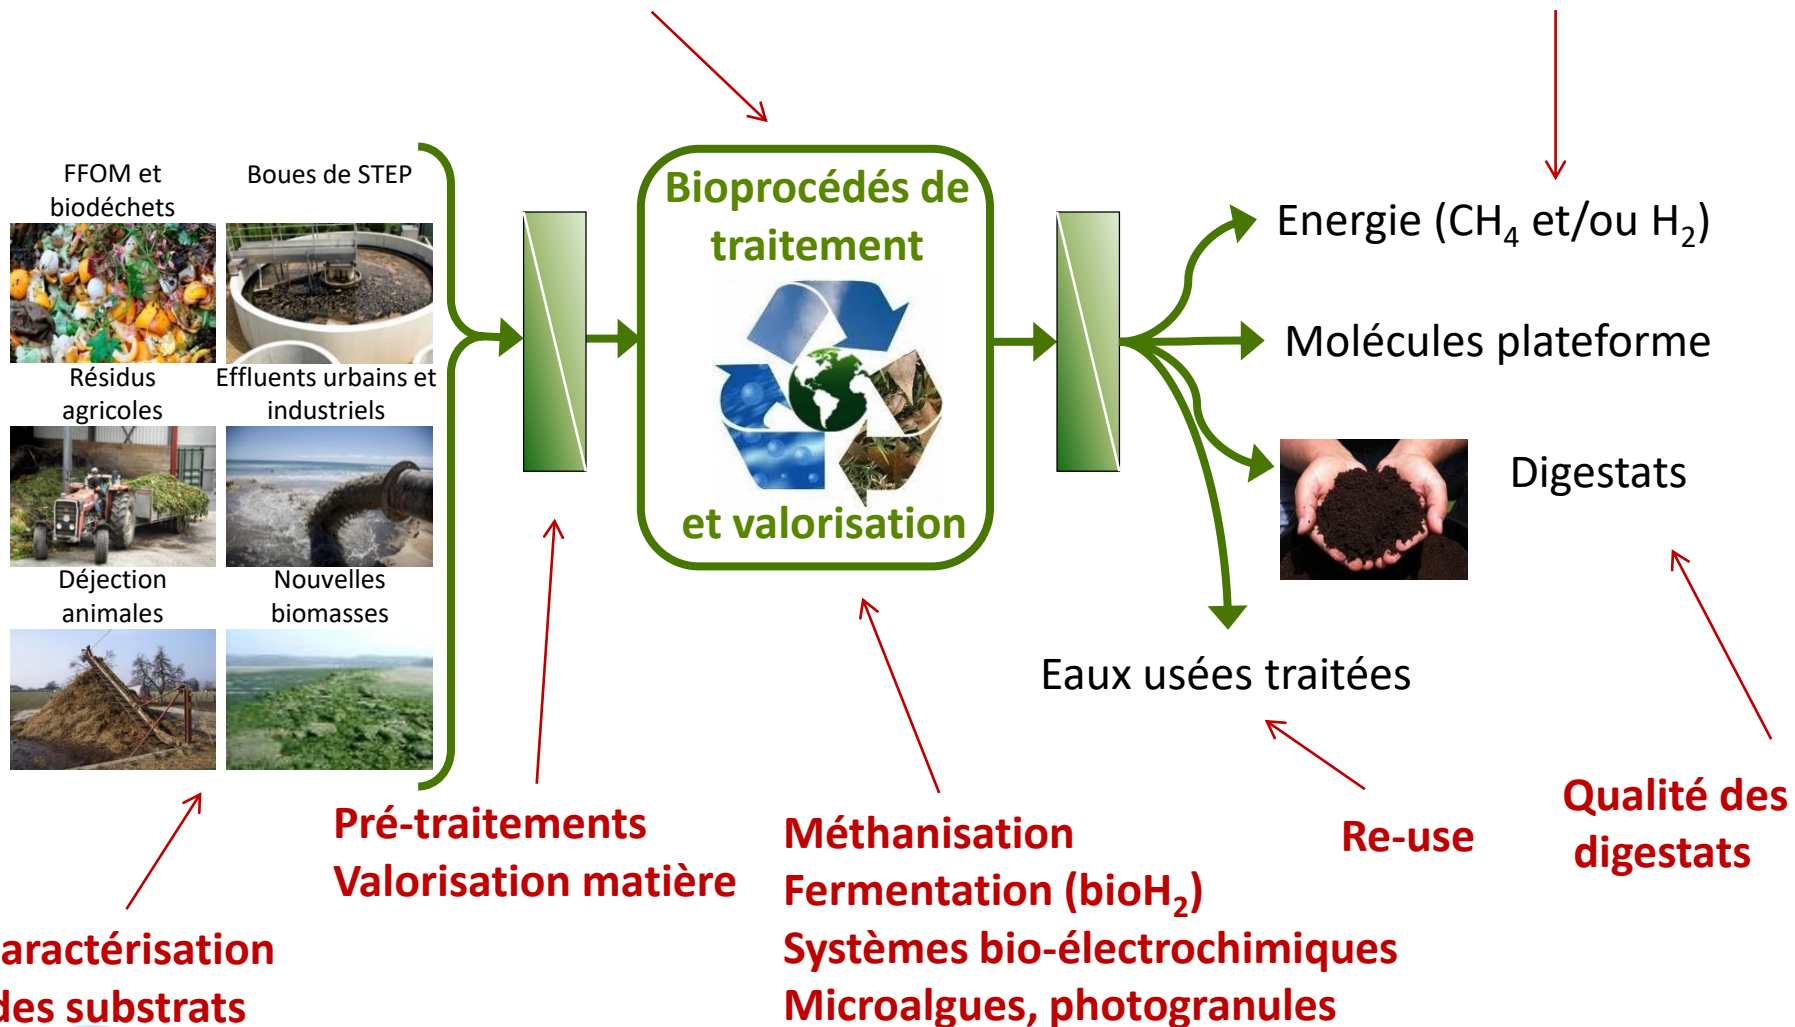 FFOM et
biodéchets
Boues de STEP
Résidus
agricoles
Effluents urbains et
industriels
Déjection
animales
Nouvelles
biomasses
Bioprocédés de
traitement
et valorisation
Energie (CH₄ et/ou H₂)
Molécules plateforme
Digestats
Eaux usées traitées
Pré-traitements
Valorisation matière
Méthanisation
Fermentation (bioH₂)
Systèmes bio-électrochimiques
Microalgues, photogranules
Re-use
Qualité des
digestats
aractérisation
des substrats